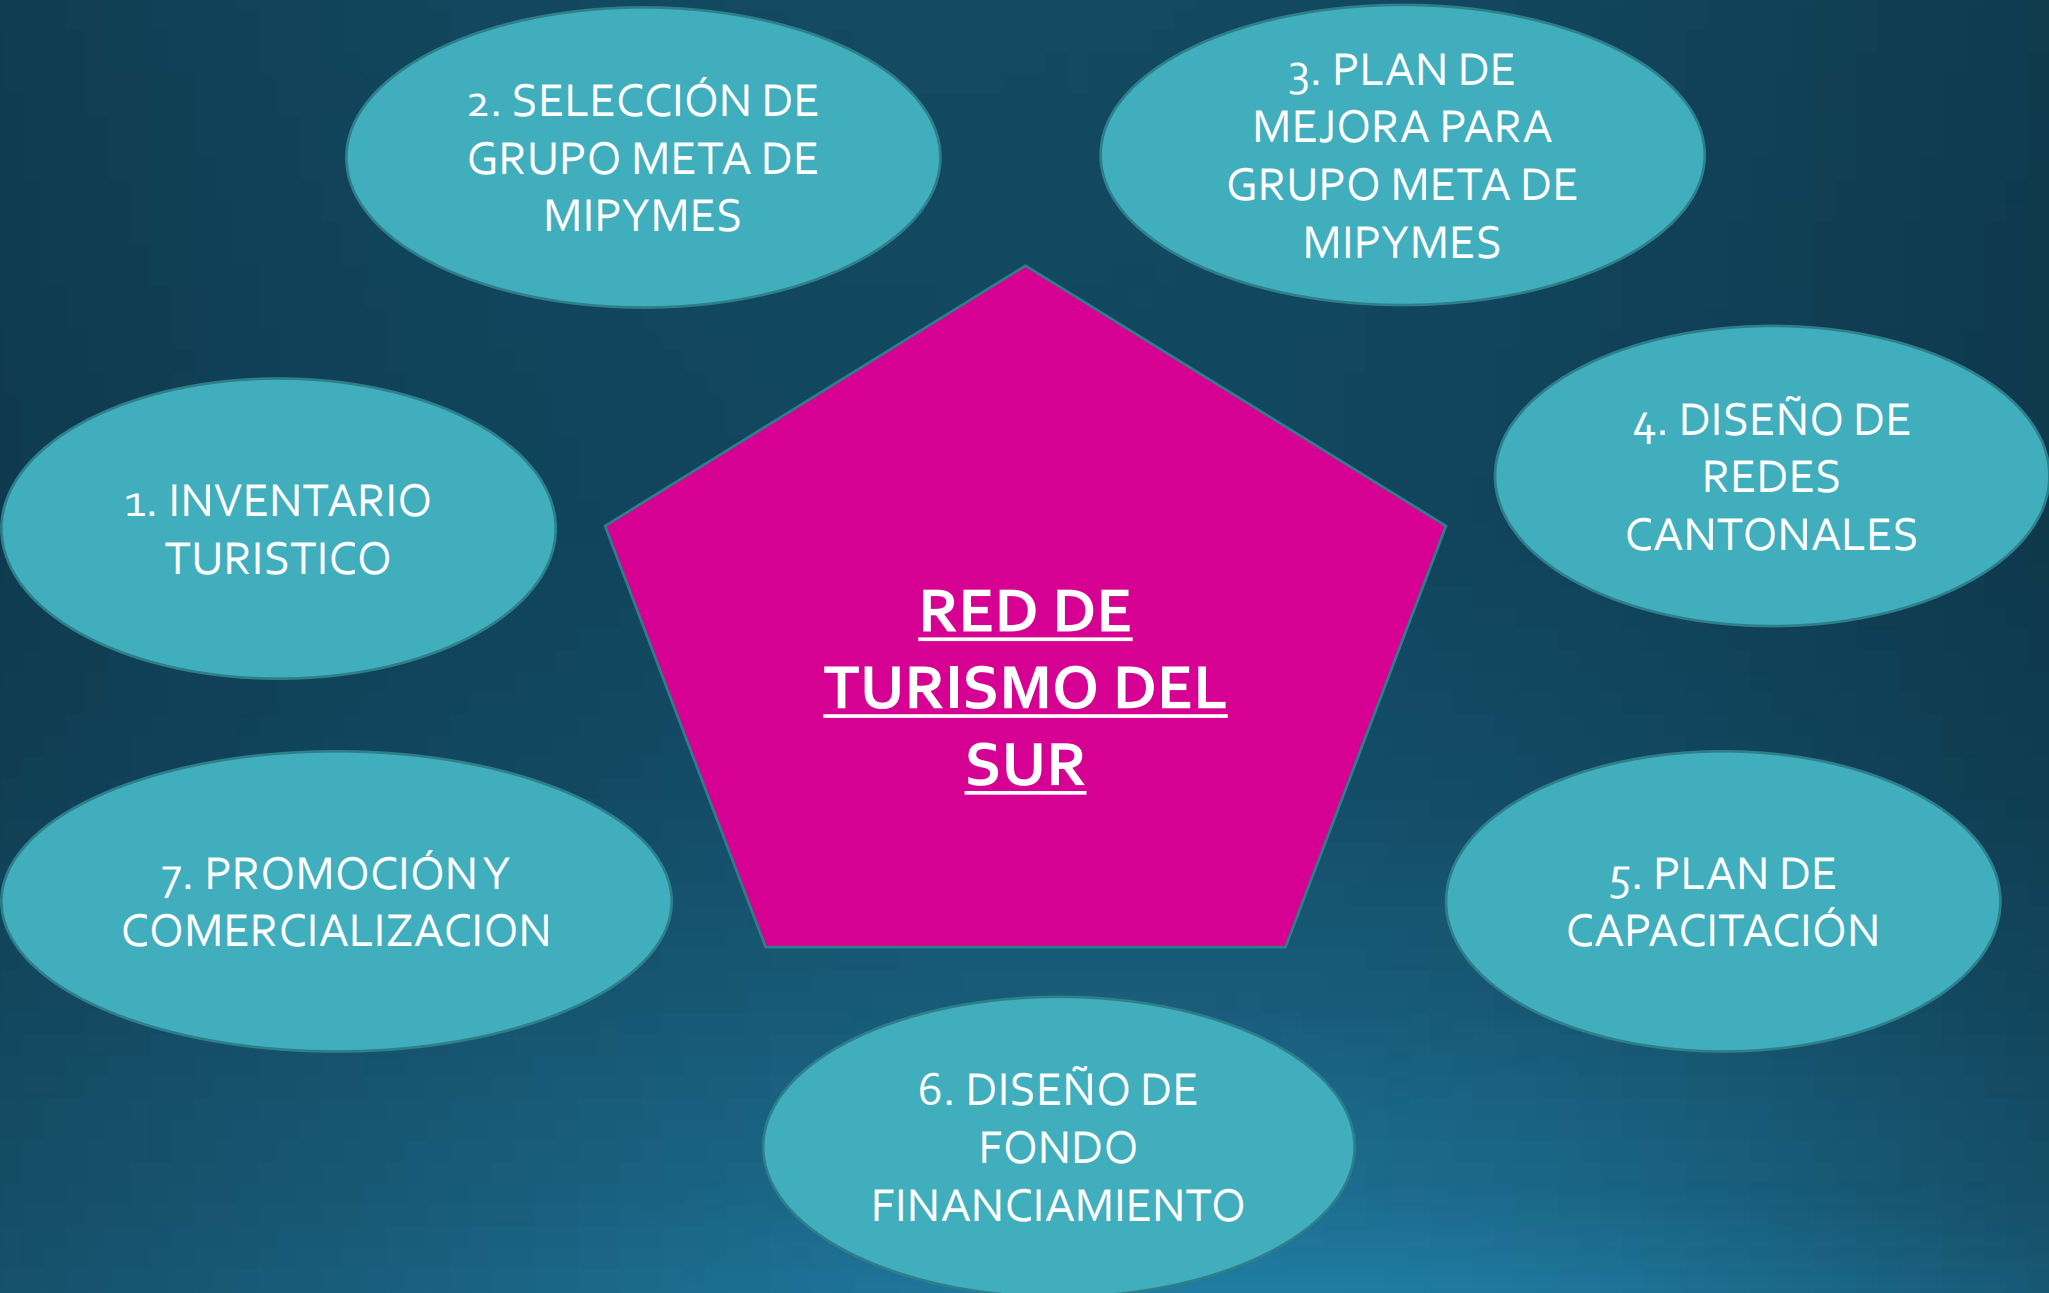 2. SELECCIÓN DE
GRUPO META DE
MIPYMES
3. PLAN DE
MEJORA PARA
GRUPO META DE
MIPYMES
1. INVENTARIO
TURISTICO
4. DISEÑO DE
REDES
CANTONALES
RED DE
TURISMO DEL
SUR
7. PROMOCIÓN Y
COMERCIALIZACION
5. PLAN DE
CAPACITACIÓN
6. DISEÑO DE
FONDO
FINANCIAMIENTO